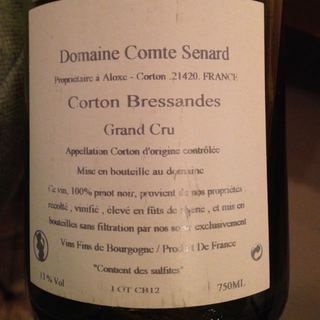 Domaine Comte Senard
Propriétaire à Aloxe - Corton .21420. FRANCE
Corton Bressandes
Grand Cru
Appellation Corton d'origine contrôlée
Mise en bouteille au domaine
Ce vin, 100% pinot noir, provient de nos propriétés
récolté , vinifié , élevé en fûts de chêne , et mis en
bouteilles sans filtration par nos soins exclusivement
Vins Fins de Bourgogne / Product De France
"Contient des sulfites"
13 % Vol
LOT CB12
750ML